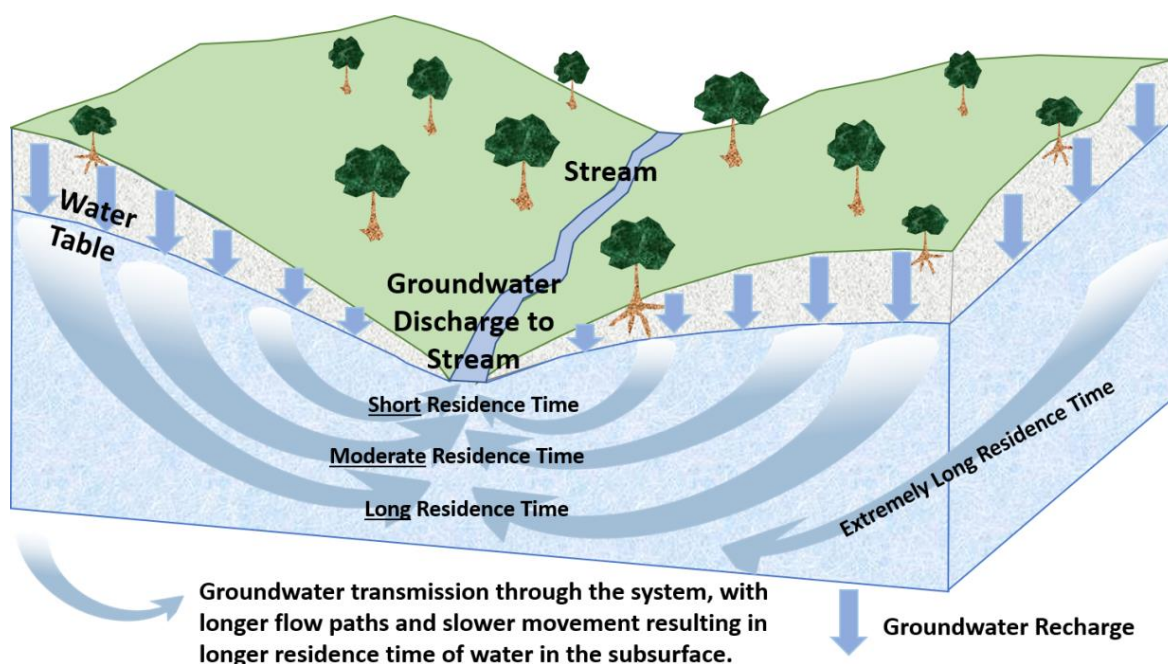 Stream
Water
Table
Groundwater
Discharge to
Stream
Short Residence Time
Moderate Residence Time
Long Residence Time
Extremely Long Residence Time
Groundwater transmission through the system, with
longer flow paths and slower movement resulting in
longer residence time of water in the subsurface.
Groundwater Recharge